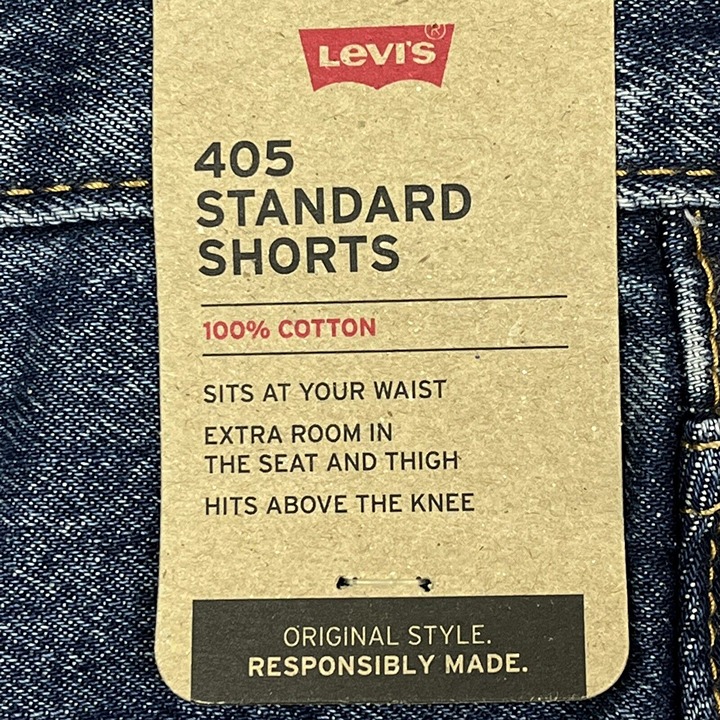 LEVI'S®
405
STANDARD
SHORTS
100% COTTON
SITS AT YOUR WAIST
EXTRA ROOM IN
THE SEAT AND THIGH
HITS ABOVE THE KNEE
ORIGINAL STYLE.
RESPONSIBLY MADE.